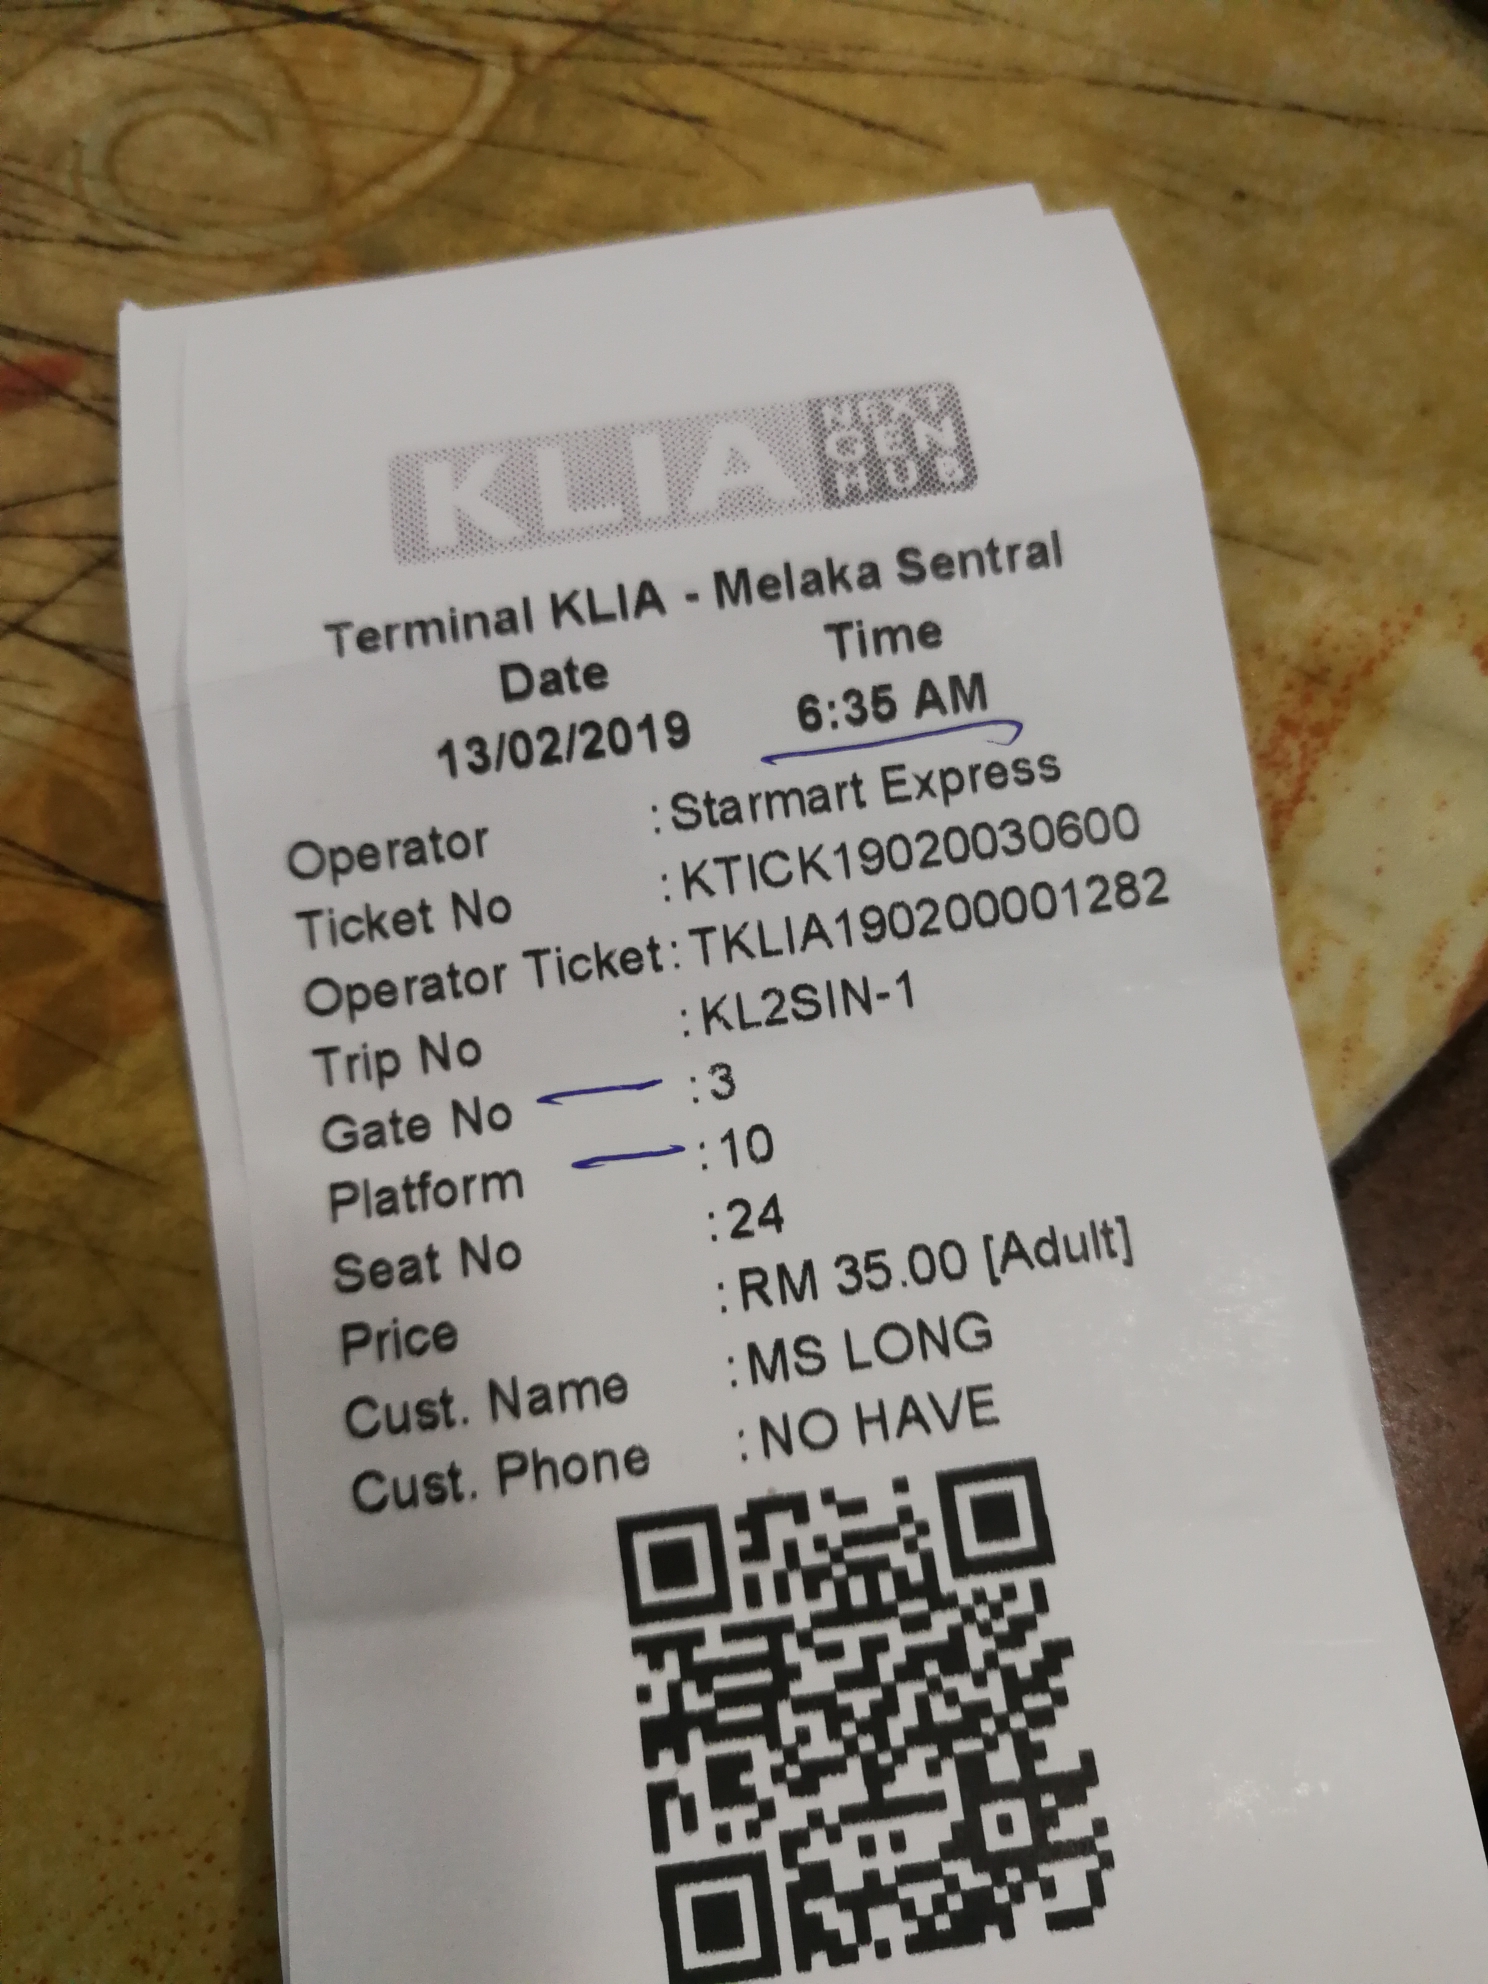 KLIA NEXT GEN HUB
Terminal KLIA - Melaka Sentral
Date Time
13/02/2019 6:35 AM
Operator : Starmart Express
Ticket No : KTICK19020030600
Operator Ticket : TKLIA190200001282
Trip No : KL2SIN-1
Gate No : 3
Platform : 10
Seat No : 24
Price : RM 35.00 [Adult]
Cust. Name : MS LONG
Cust. Phone : NO HAVE